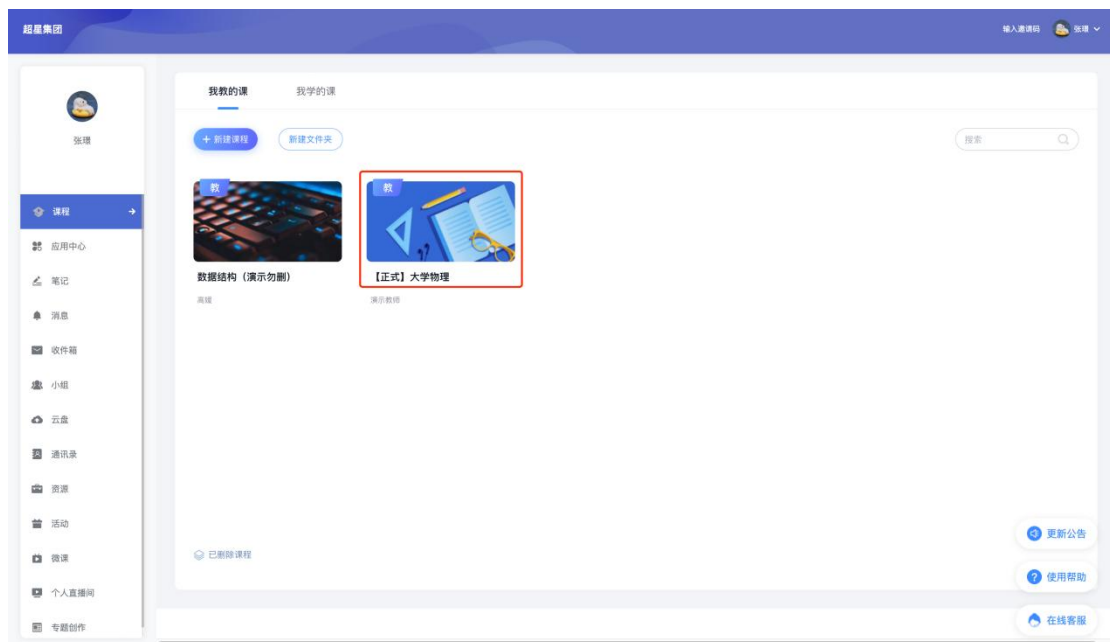 超星集团
输入邀请码
张璟
张璟
课程
应用中心
笔记
消息
收件箱
小组
云盘
通讯录
资源
活动
微课
个人直播间
专题创作
我教的课
我学的课
+ 新建课程
新建文件夹
搜索
教
数据结构（演示勿删）
教
【正式】大学物理
演示教师
已删除课程
更新公告
使用帮助
在线客服